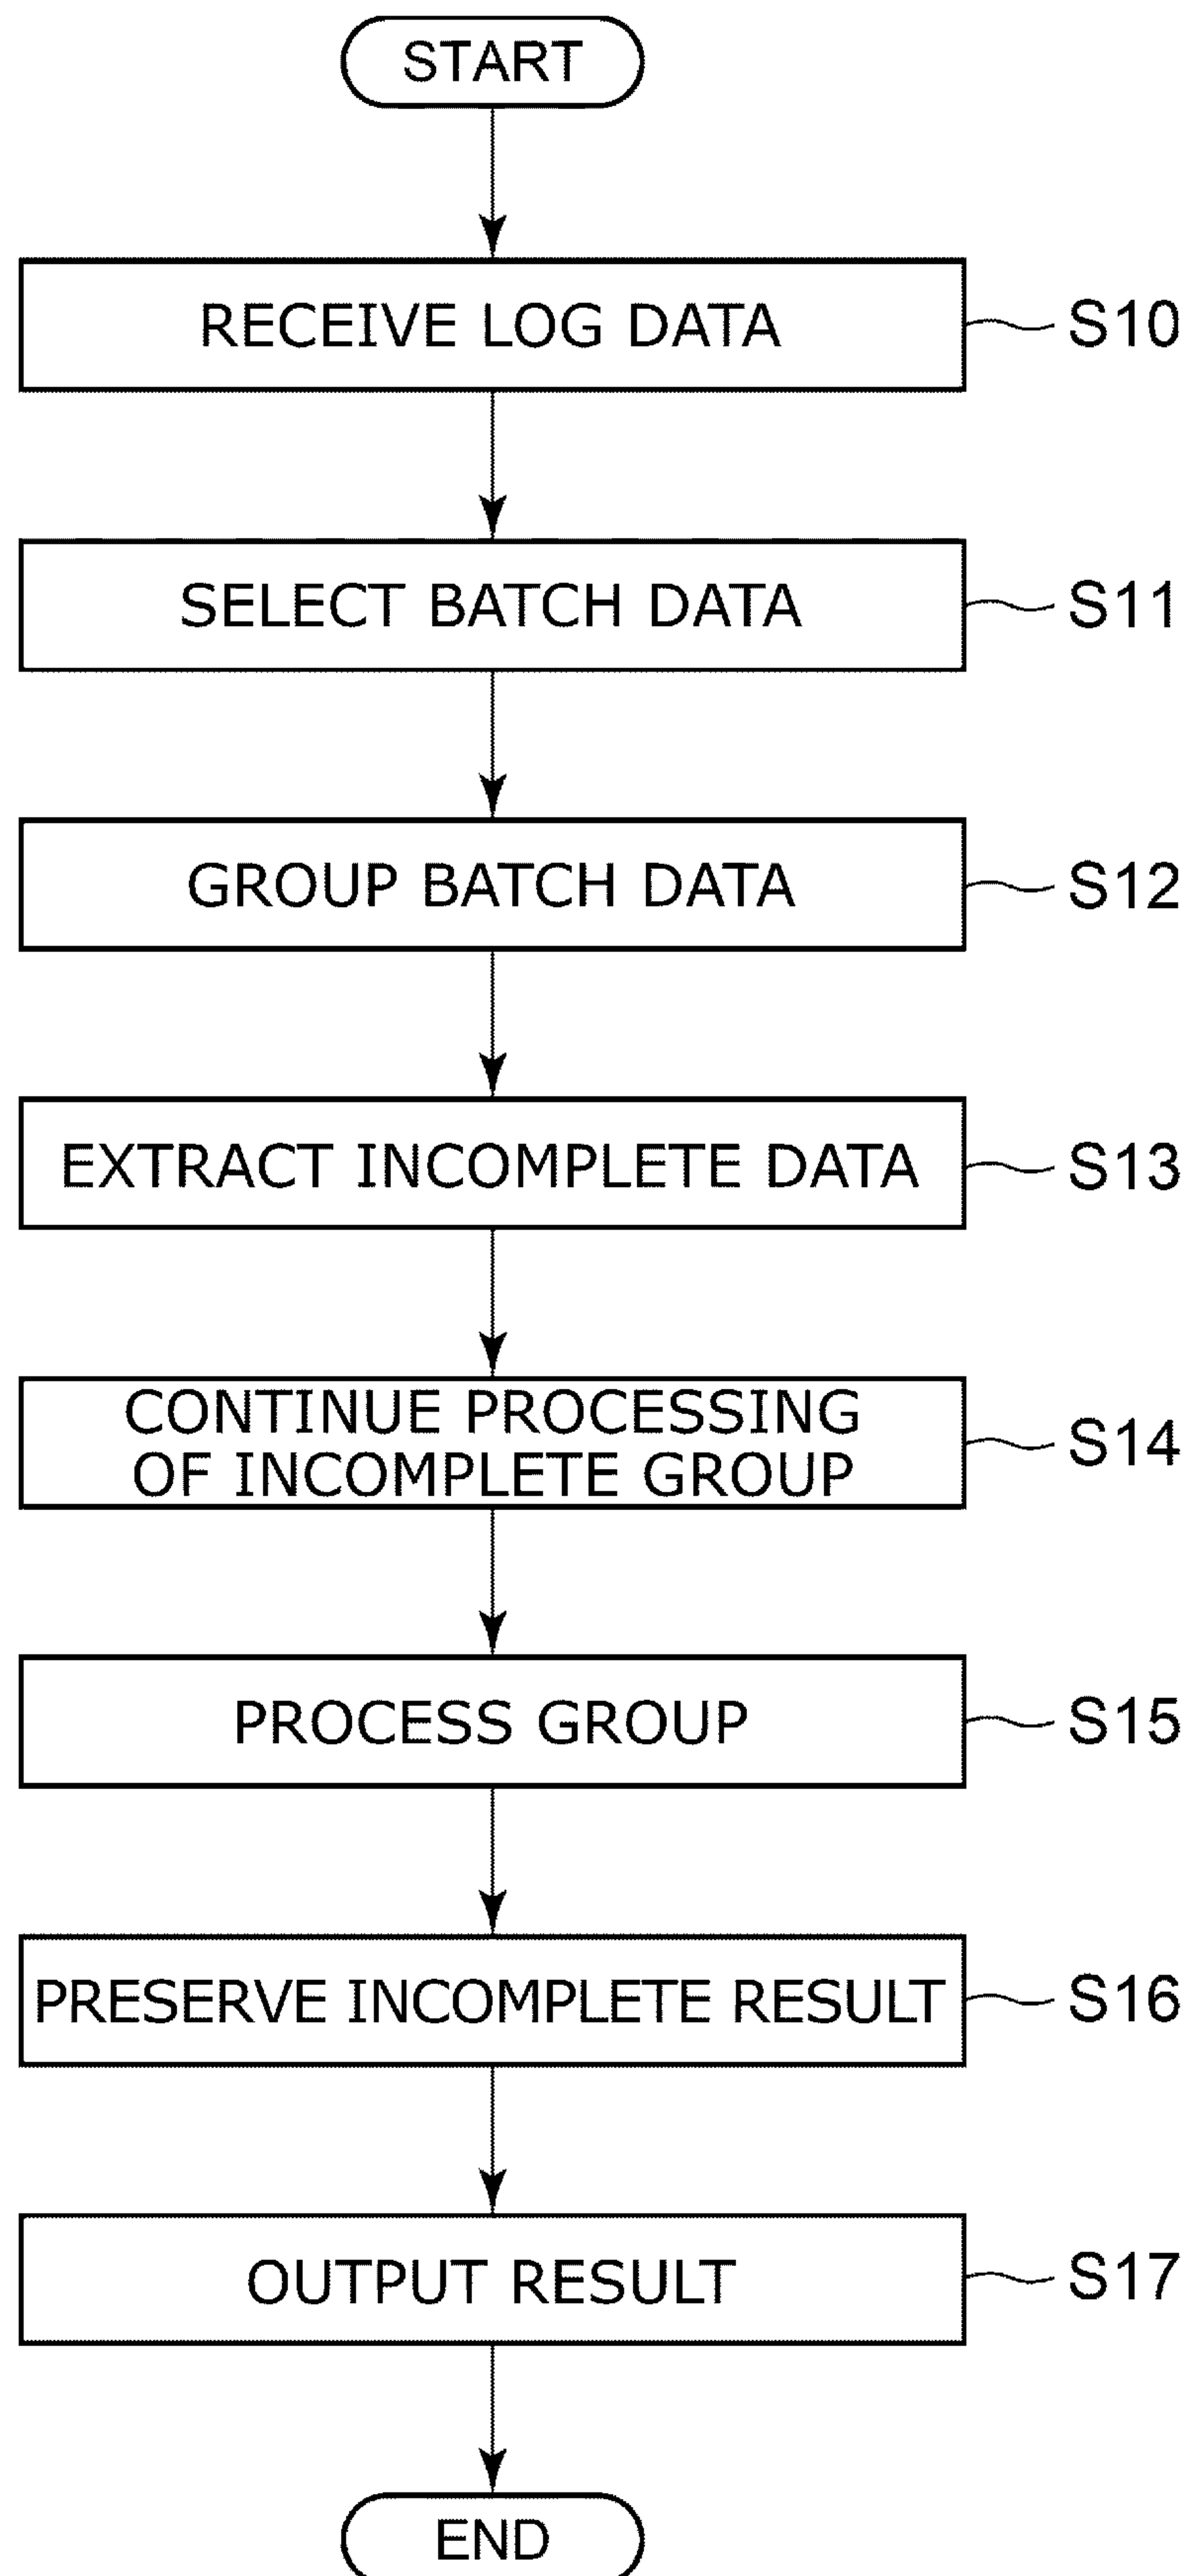 START
RECEIVE LOG DATA
S10
SELECT BATCH DATA
S11
GROUP BATCH DATA
S12
EXTRACT INCOMPLETE DATA
S13
CONTINUE PROCESSING
OF INCOMPLETE GROUP
S14
PROCESS GROUP
S15
PRESERVE INCOMPLETE RESULT
S16
OUTPUT RESULT
S17
END